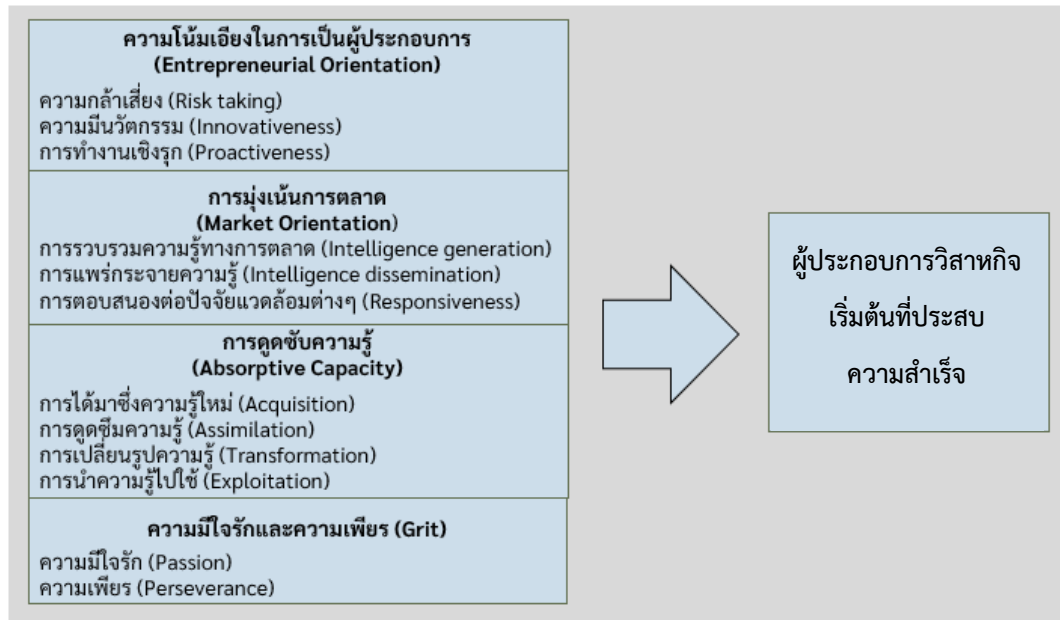 ความโน้มเอียงในการเป็นผู้ประกอบการ
(Entrepreneurial Orientation)
ความกล้าเสี่ยง (Risk taking)
ความมีนวัตกรรม (Innovativeness)
การทำงานเชิงรุก (Proactiveness)
การมุ่งเน้นการตลาด
(Market Orientation)
การรวบรวมความรู้ทางการตลาด (Intelligence generation)
การแพร่กระจายความรู้ (Intelligence dissemination)
การตอบสนองต่อปัจจัยแวดล้อมต่างๆ (Responsiveness)
การดูดซับความรู้
(Absorptive Capacity)
การได้มาซึ่งความรู้ใหม่ (Acquisition)
การดูดซึมความรู้ (Assimilation)
การเปลี่ยนรูปความรู้ (Transformation)
การนำความรู้ไปใช้ (Exploitation)
ความมีใจรักและความเพียร (Grit)
ความมีใจรัก (Passion)
ความเพียร (Perseverance)
ผู้ประกอบการวิสาหกิจ
เริ่มต้นที่ประสบ
ความสำเร็จ